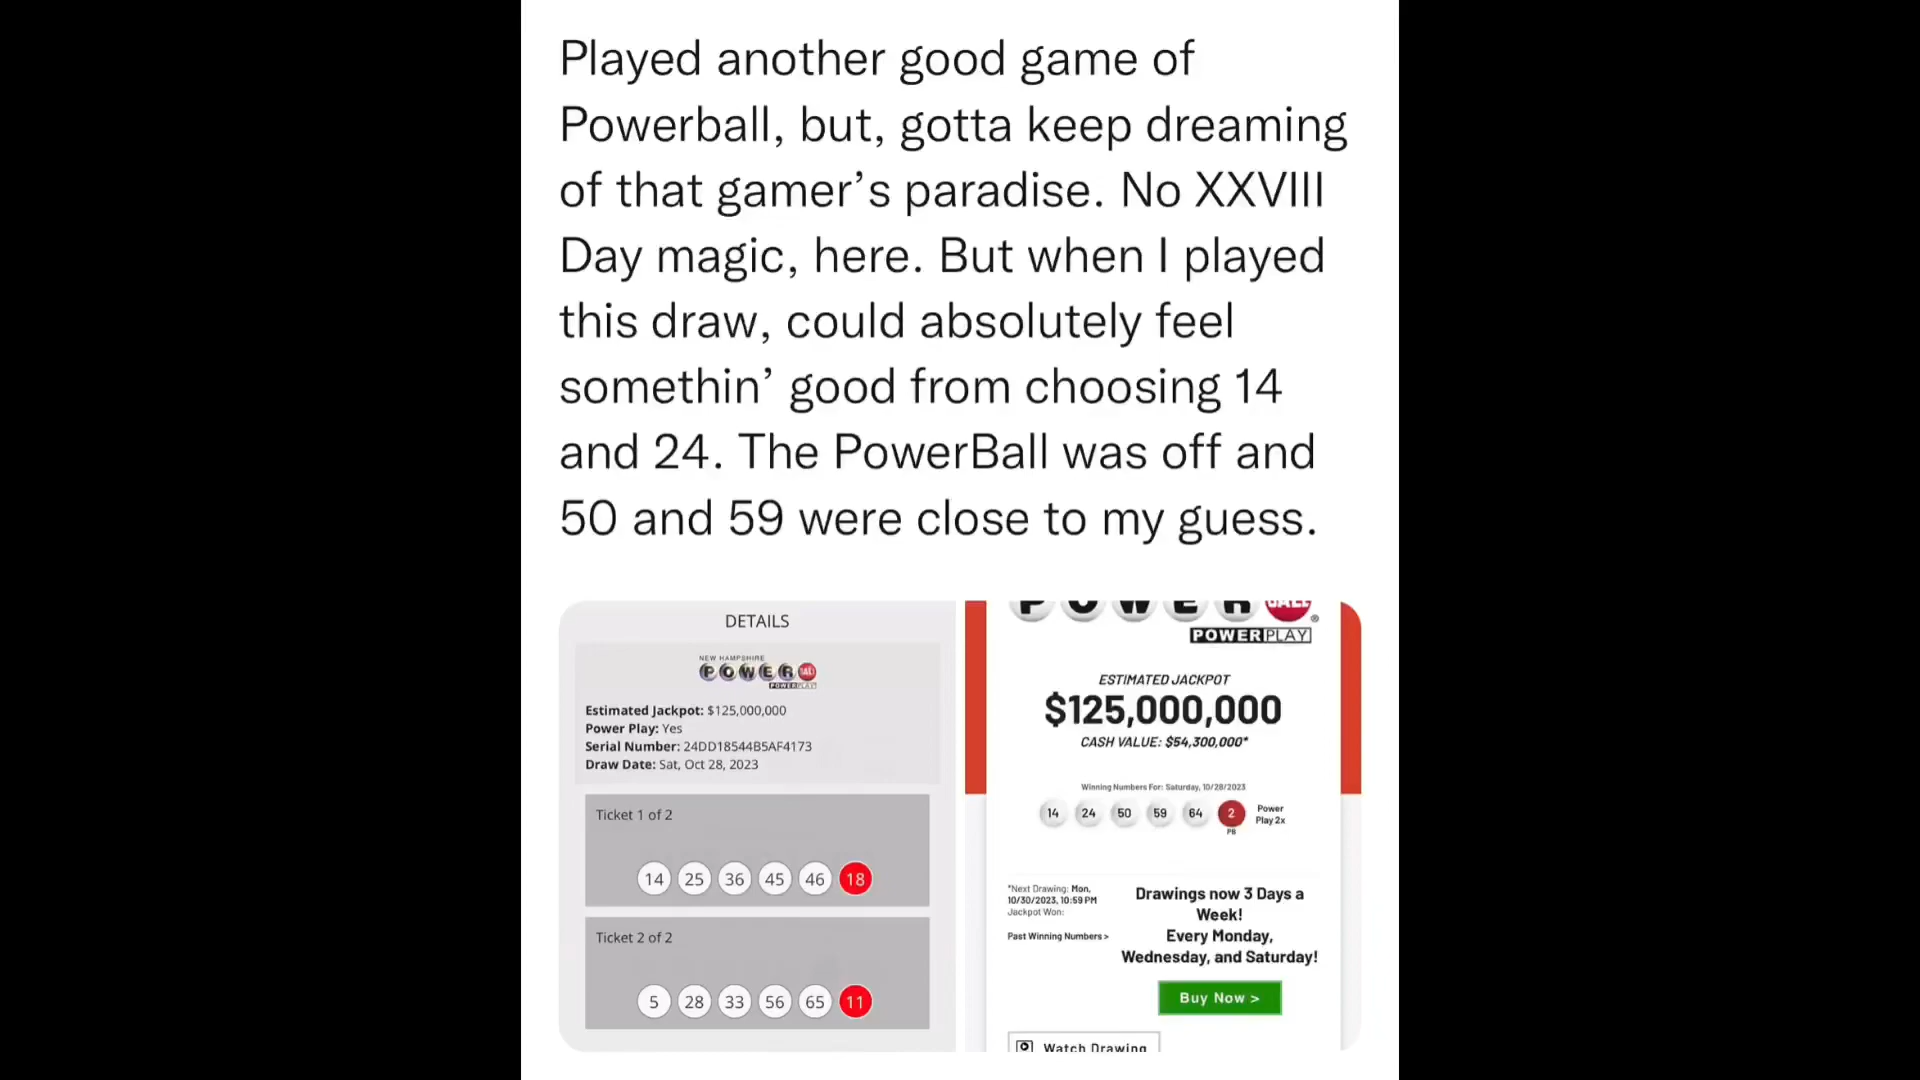 Played another good game of
Powerball, but, gotta keep dreaming
of that gamer’s paradise. No XXVIII
Day magic, here. But when I played
this draw, could absolutely feel
somethin’ good from choosing 14
and 24. The PowerBall was off and
50 and 59 were close to my guess.
DETAILS
NEW HAMPSHIRE
POWERBALL
POWERPLAY
Estimated Jackpot: $125,000,000
Power Play: Yes
Serial Number: 24DD18544B5AF4173
Draw Date: Sat, Oct 28, 2023
Ticket 1 of 2
14 25 36 45 46 18
Ticket 2 of 2
5 28 33 56 65 11
POWERBALL®
POWERPLAY
ESTIMATED JACKPOT
$125,000,000
CASH VALUE: $54,300,000*
Winning Numbers For: Saturday, 10/28/2023
14 24 50 59 64 2 Power
PB Play 2x
*Next Drawing: Mon,
10/30/2023, 10:59 PM
Jackpot Won:
Past Winning Numbers >
Drawings now 3 Days a
Week!
Every Monday,
Wednesday, and Saturday!
Buy Now >
Watch Drawing